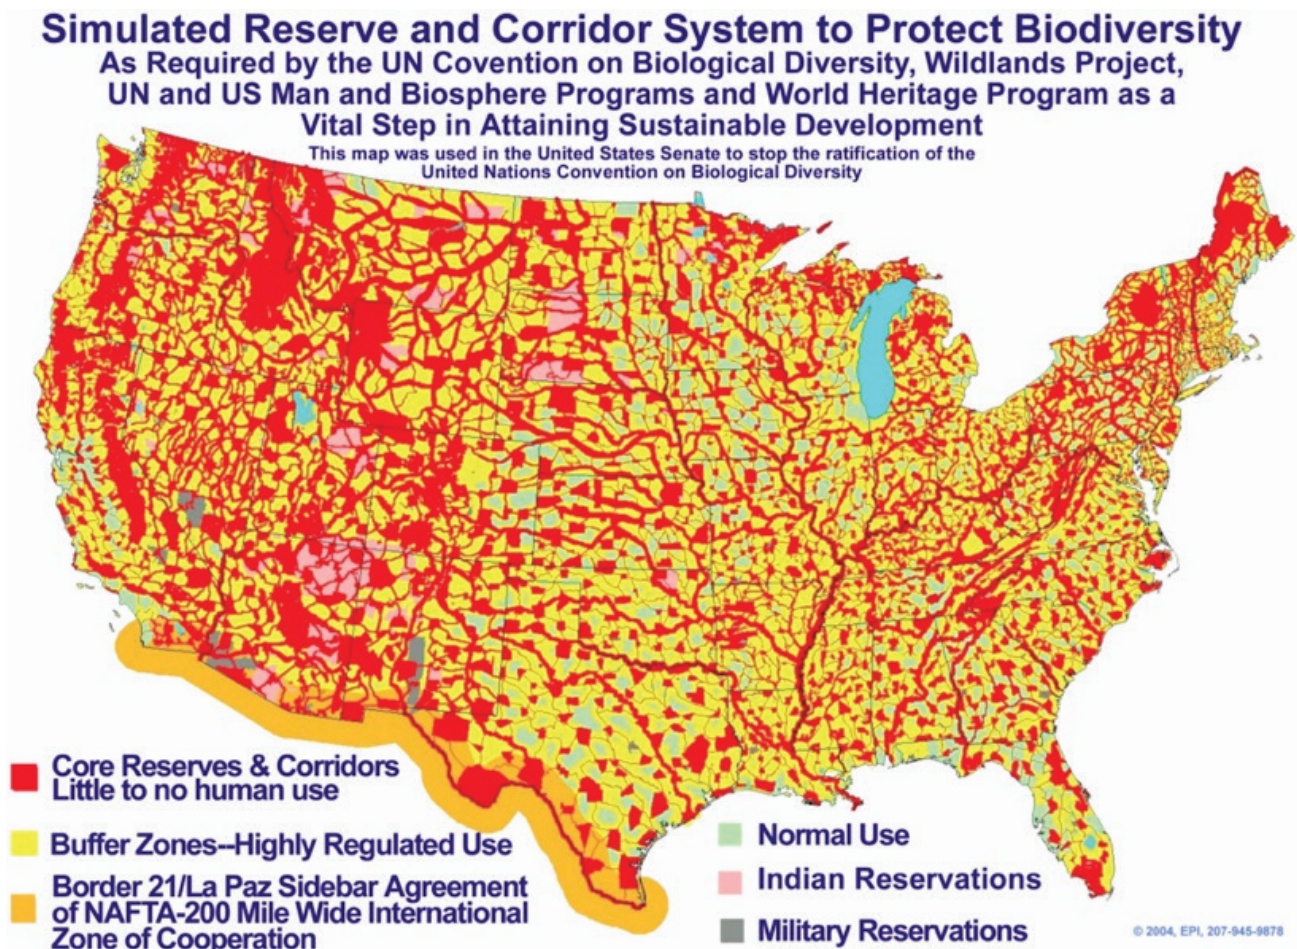 Simulated Reserve and Corridor System to Protect Biodiversity
As Required by the UN Covention on Biological Diversity, Wildlands Project,
UN and US Man and Biosphere Programs and World Heritage Program as a
Vital Step in Attaining Sustainable Development
This map was used in the United States Senate to stop the ratification of the
United Nations Convention on Biological Diversity
Core Reserves & Corridors
Little to no human use
Buffer Zones--Highly Regulated Use
Border 21/La Paz Sidebar Agreement
of NAFTA-200 Mile Wide International
Zone of Cooperation
Normal Use
Indian Reservations
Military Reservations
© 2004, EPI, 207-945-9878